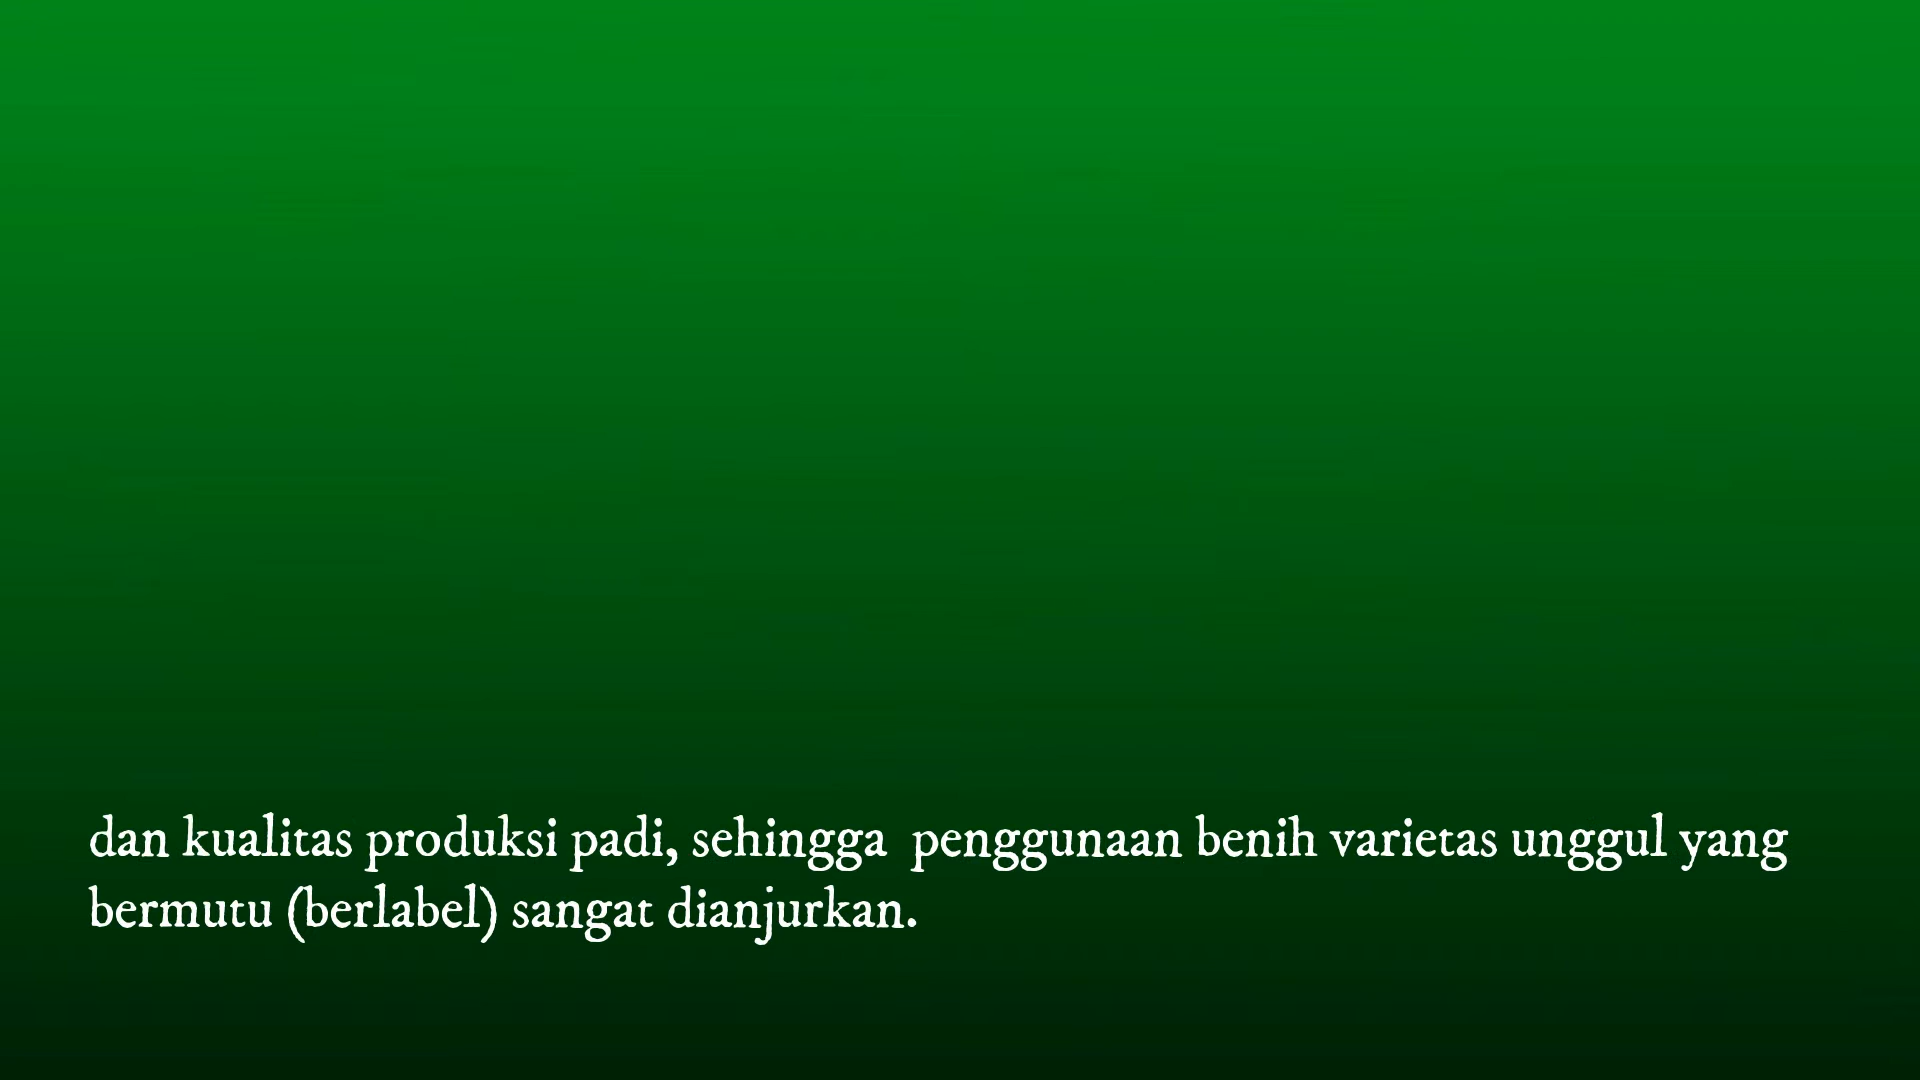 dan kualitas produksi padi, sehingga  penggunaan benih varietas unggul yang
bermutu (berlabel) sangat dianjurkan.